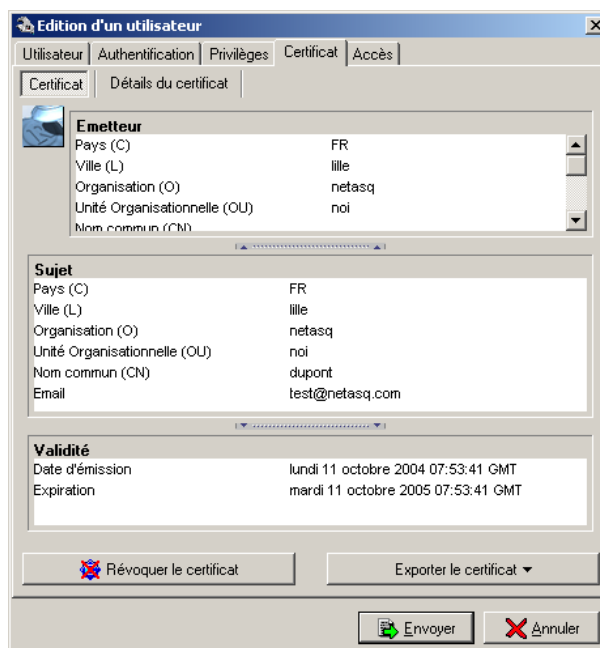 Edition d'un utilisateur
Utilisateur Authentification Privilèges Certificat Accès
Certificat Détails du certificat
Emetteur
Pays (C) FR
Ville (L) lille
Organisation (O) netasq
Unité Organisationnelle (OU) noi
Nom commun (CN)
Sujet
Pays (C) FR
Ville (L) lille
Organisation (O) netasq
Unité Organisationnelle (OU) noi
Nom commun (CN) dupont
Email test@netasq.com
Validité
Date d'émission lundi 11 octobre 2004 07:53:41 GMT
Expiration mardi 11 octobre 2005 07:53:41 GMT
Révoquer le certificat Exporter le certificat
Envoyer Annuler